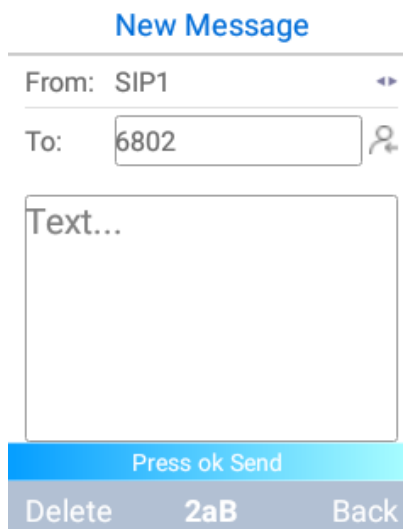 New Message
From: SIP1
To: 6802
Text...
Press ok Send
Delete 2aB Back